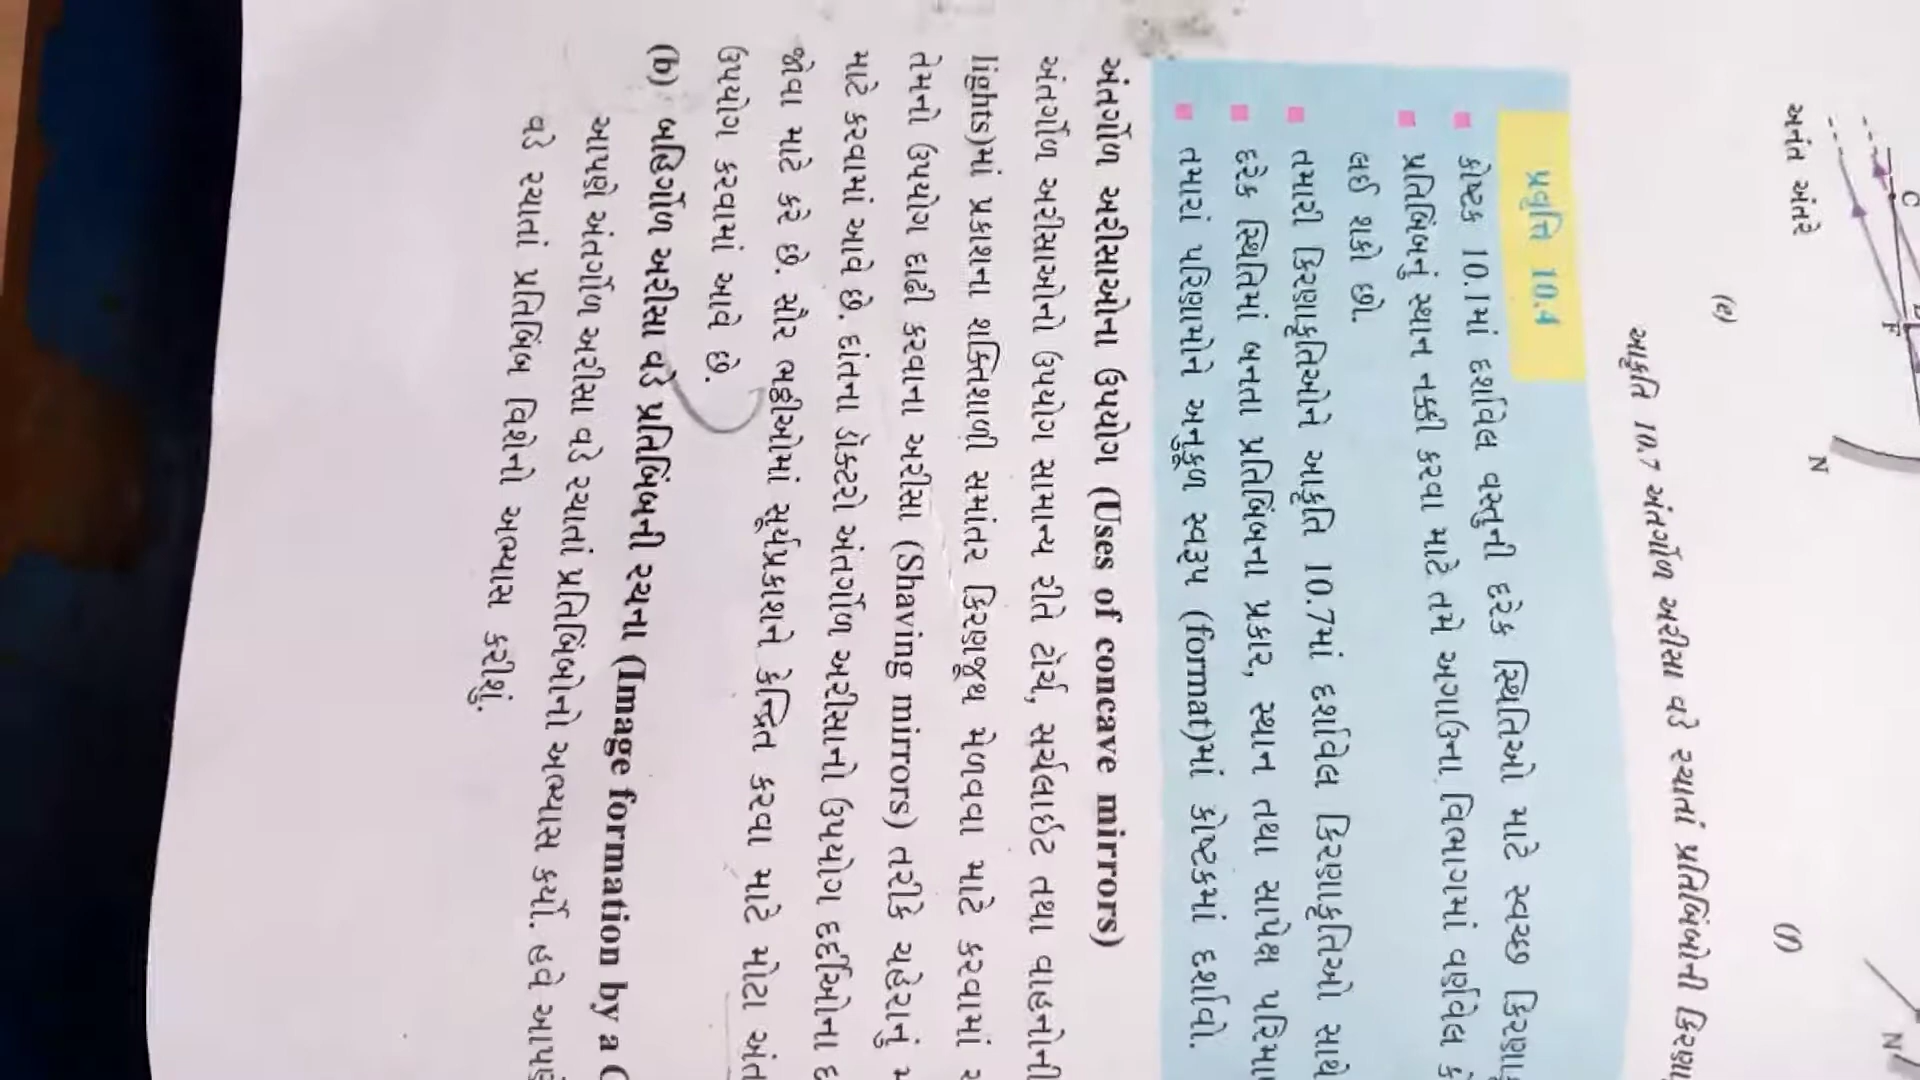 અનંત અંતરે
C
F
N
(e)
(f)
N
આકૃતિ 10.7 અંતર્ગોળ અરીસા વડે રચાતાં પ્રતિબિંબોની
પ્રવૃત્તિ 10.4
કોષ્ટક 10.1માં દર્શાવેલ વસ્તુની દરેક સ્થિતિઓ માટે સ્વચ્છ
પ્રતિબિંબનું સ્થાન નક્કી કરવા માટે તમે અગાઉના વિભાગમાં વર્ણવેલ
લઈ શકો છો.
તમારી કિરણાકૃતિઓને આકૃતિ 10.7માં દર્શાવેલ કિરણાકૃતિઓ સાથે
દરેક સ્થિતિમાં બનતા પ્રતિબિંબના પ્રકાર, સ્થાન તથા સાપેક્ષ
તમારાં પરિણામોને અનુકૂળ સ્વરૂપ (format)માં કોષ્ટકમાં દર્શાવો.
અંતર્ગોળ અરીસાઓના ઉપયોગ (Uses of concave mirrors)
અંતર્ગોળ અરીસાઓનો ઉપયોગ સામાન્ય રીતે ટોર્ચ, સર્ચલાઈટ તથા વાહનોની
lights)માં પ્રકાશના શક્તિશાળી સમાંતર કિરણજૂથ મેળવવા માટે કરવામાં
તેમનો ઉપયોગ દાઢી કરવાના અરીસા (Shaving mirrors) તરીકે ચહેરાનું
માટે કરવામાં આવે છે. દાંતના ડૉક્ટરો અંતર્ગોળ અરીસાનો ઉપયોગ દર્દીઓના
જોવા માટે કરે છે. સૌર ભઠ્ઠીઓમાં સૂર્યપ્રકાશને કેન્દ્રિત કરવા માટે મોટા
ઉપયોગ કરવામાં આવે છે.
(b) બહિર્ગોળ અરીસા વડે પ્રતિબિંબની રચના (Image formation by a
આપણે અંતર્ગોળ અરીસા વડે રચાતાં પ્રતિબિંબોનો અભ્યાસ કર્યો. હવે
વડે રચાતાં પ્રતિબિંબ વિશેનો અભ્યાસ કરીશું.